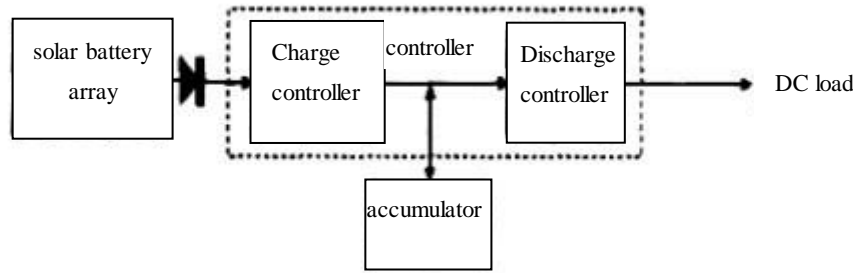 solar battery
array
Charge
controller
controller
Discharge
controller
DC load
accumulator